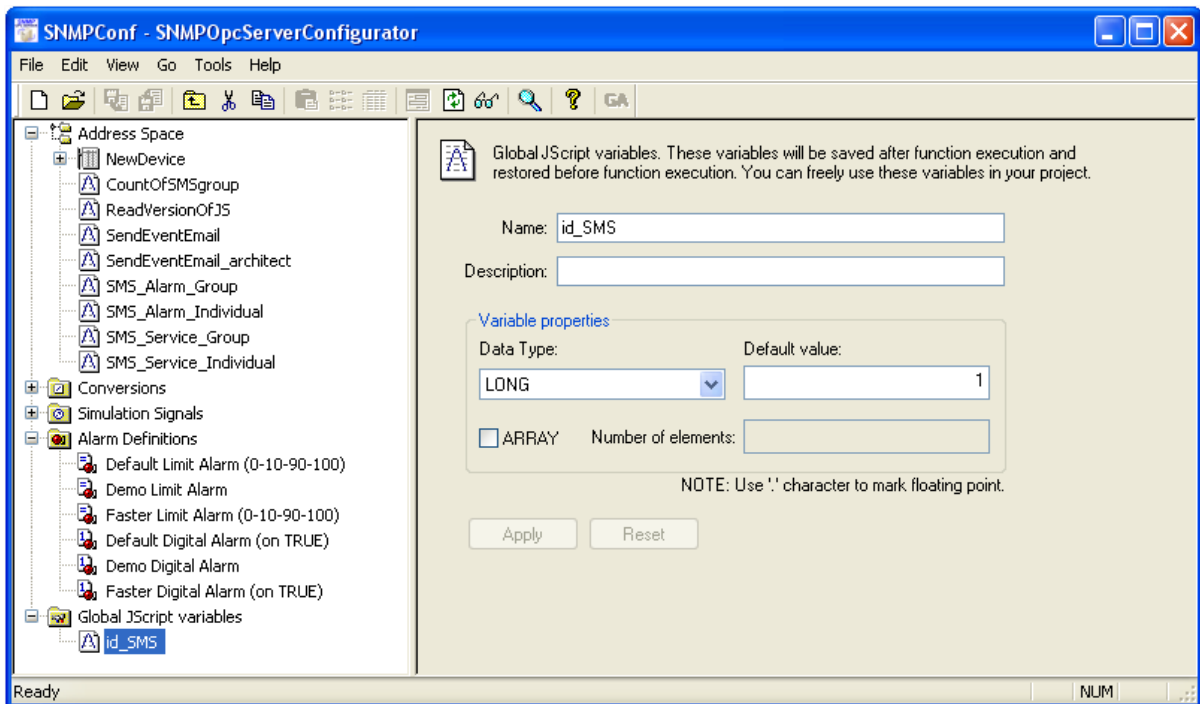 SNMPConf - SNMPOpcServerConfigurator
File Edit View Go Tools Help
GA
Address Space
NewDevice
CountOfSMSgroup
ReadVersionOfJS
SendEventEmail
SendEventEmail_architect
SMS_Alarm_Group
SMS_Alarm_Individual
SMS_Service_Group
SMS_Service_Individual
Conversions
Simulation Signals
Alarm Definitions
Default Limit Alarm (0-10-90-100)
Demo Limit Alarm
Faster Limit Alarm (0-10-90-100)
Default Digital Alarm (on TRUE)
Demo Digital Alarm
Faster Digital Alarm (on TRUE)
Global JScript variables
id_SMS
Global JScript variables. These variables will be saved after function execution and
restored before function execution. You can freely use these variables in your project.
Name: id_SMS
Description:
Variable properties
Data Type: Default value:
LONG 1
ARRAY Number of elements:
NOTE: Use '.' character to mark floating point.
Apply Reset
Ready NUM